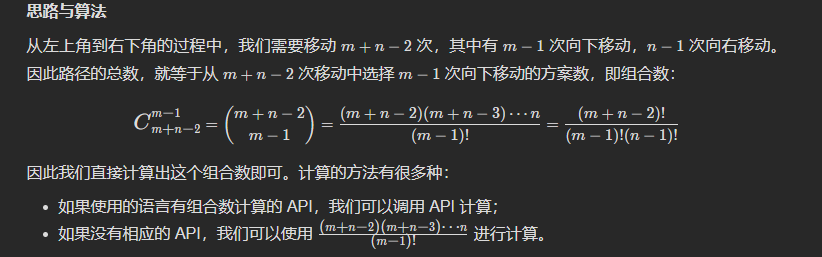 思路与算法
从左上角到右下角的过程中，我们需要移动 m + n − 2 次，其中有 m − 1 次向下移动，n − 1 次向右移动。
因此路径的总数，就等于从 m + n − 2 次移动中选择 m − 1 次向下移动的方案数，即组合数：
C_{m+n−2}^{m−1} = \binom{m+n−2}{m−1} = \frac{(m+n−2)(m+n−3)⋯n}{(m−1)!} = \frac{(m+n−2)!}{(m−1)!(n−1)!}
因此我们直接计算出这个组合数即可。计算的方法有很多种：
• 如果使用的语言有组合数计算的 API，我们可以调用 API 计算；
• 如果没有相应的 API，我们可以使用 \frac{(m+n−2)(m+n−3)⋯n}{(m−1)!} 进行计算。